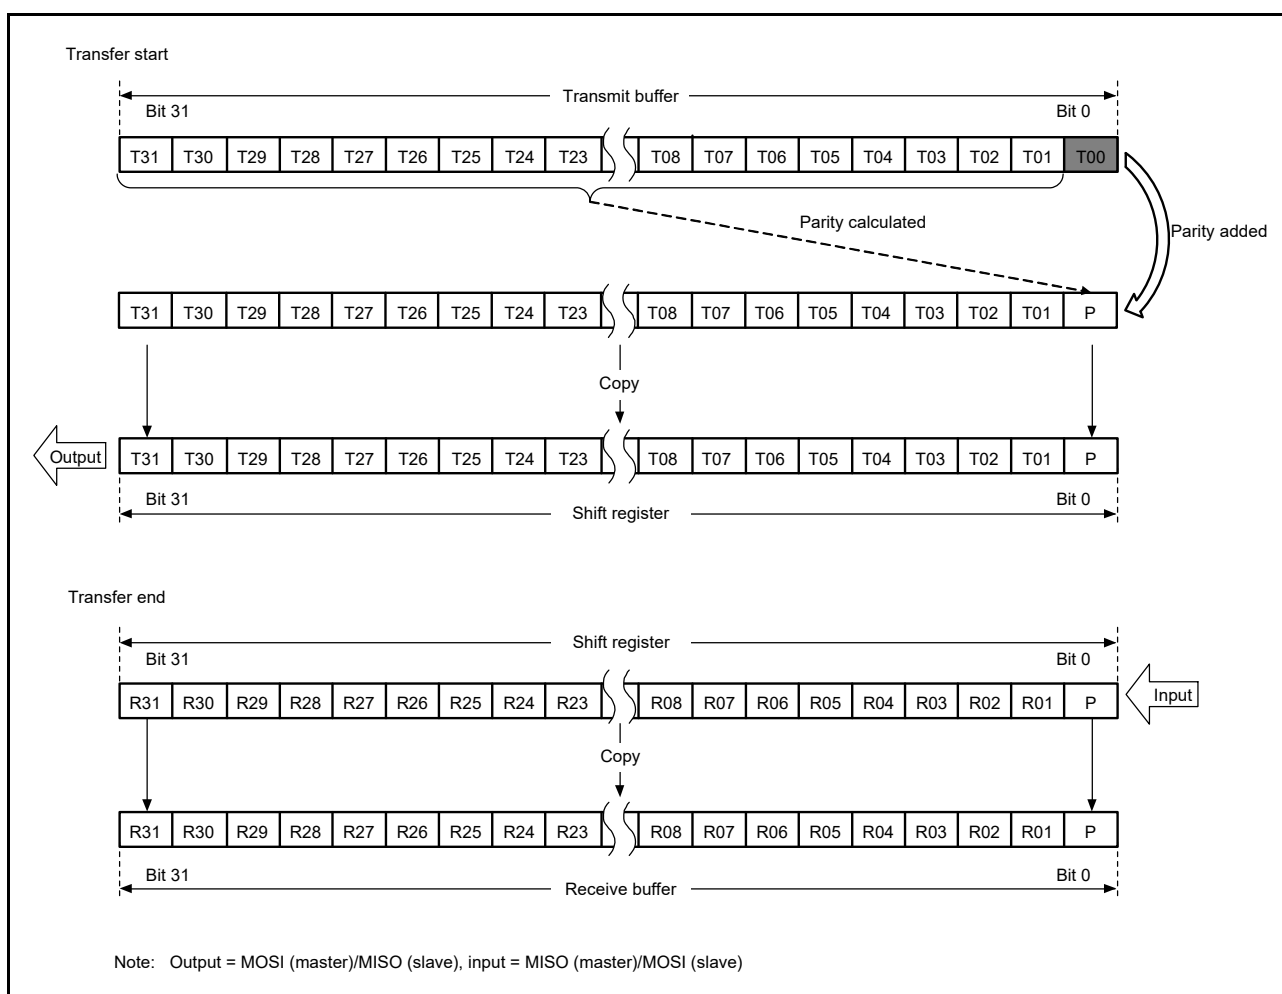 Transfer start
Transmit buffer
Bit 31 Bit 0
T31 T30 T29 T28 T27 T26 T25 T24 T23 T08 T07 T06 T05 T04 T03 T02 T01 T00
Parity calculated
Parity added
T31 T30 T29 T28 T27 T26 T25 T24 T23 T08 T07 T06 T05 T04 T03 T02 T01 P
Copy
Output T31 T30 T29 T28 T27 T26 T25 T24 T23 T08 T07 T06 T05 T04 T03 T02 T01 P
Bit 31 Bit 0
Shift register
Transfer end
Shift register
Bit 31 Bit 0
R31 R30 R29 R28 R27 R26 R25 R24 R23 R08 R07 R06 R05 R04 R03 R02 R01 P Input
Copy
R31 R30 R29 R28 R27 R26 R25 R24 R23 R08 R07 R06 R05 R04 R03 R02 R01 P
Bit 31 Bit 0
Receive buffer
Note: Output = MOSI (master)/MISO (slave), input = MISO (master)/MOSI (slave)